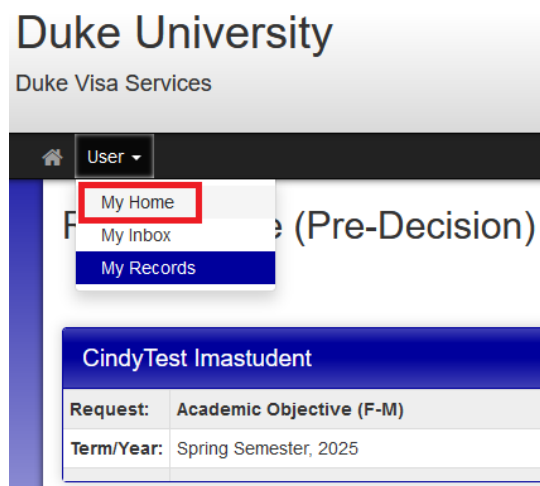 Duke University
Duke Visa Services
User
My Home
My Inbox
My Records
(Pre-Decision)
CindyTest Imastudent
Request: Academic Objective (F-M)
Term/Year: Spring Semester, 2025